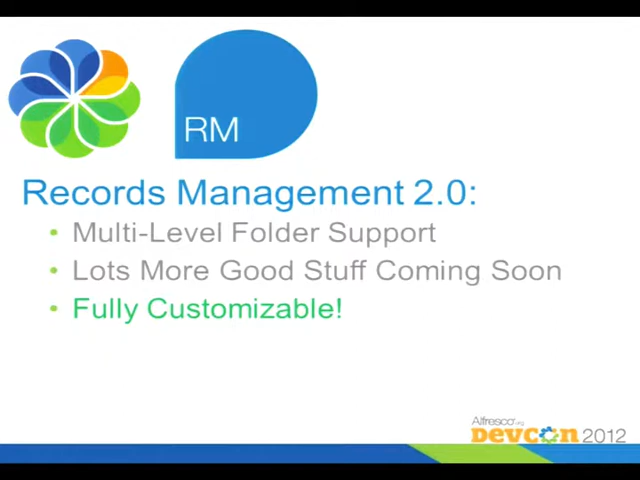 RM
Records Management 2.0:
• Multi-Level Folder Support
• Lots More Good Stuff Coming Soon
• Fully Customizable!
Alfresco.org
DEVCON 2012